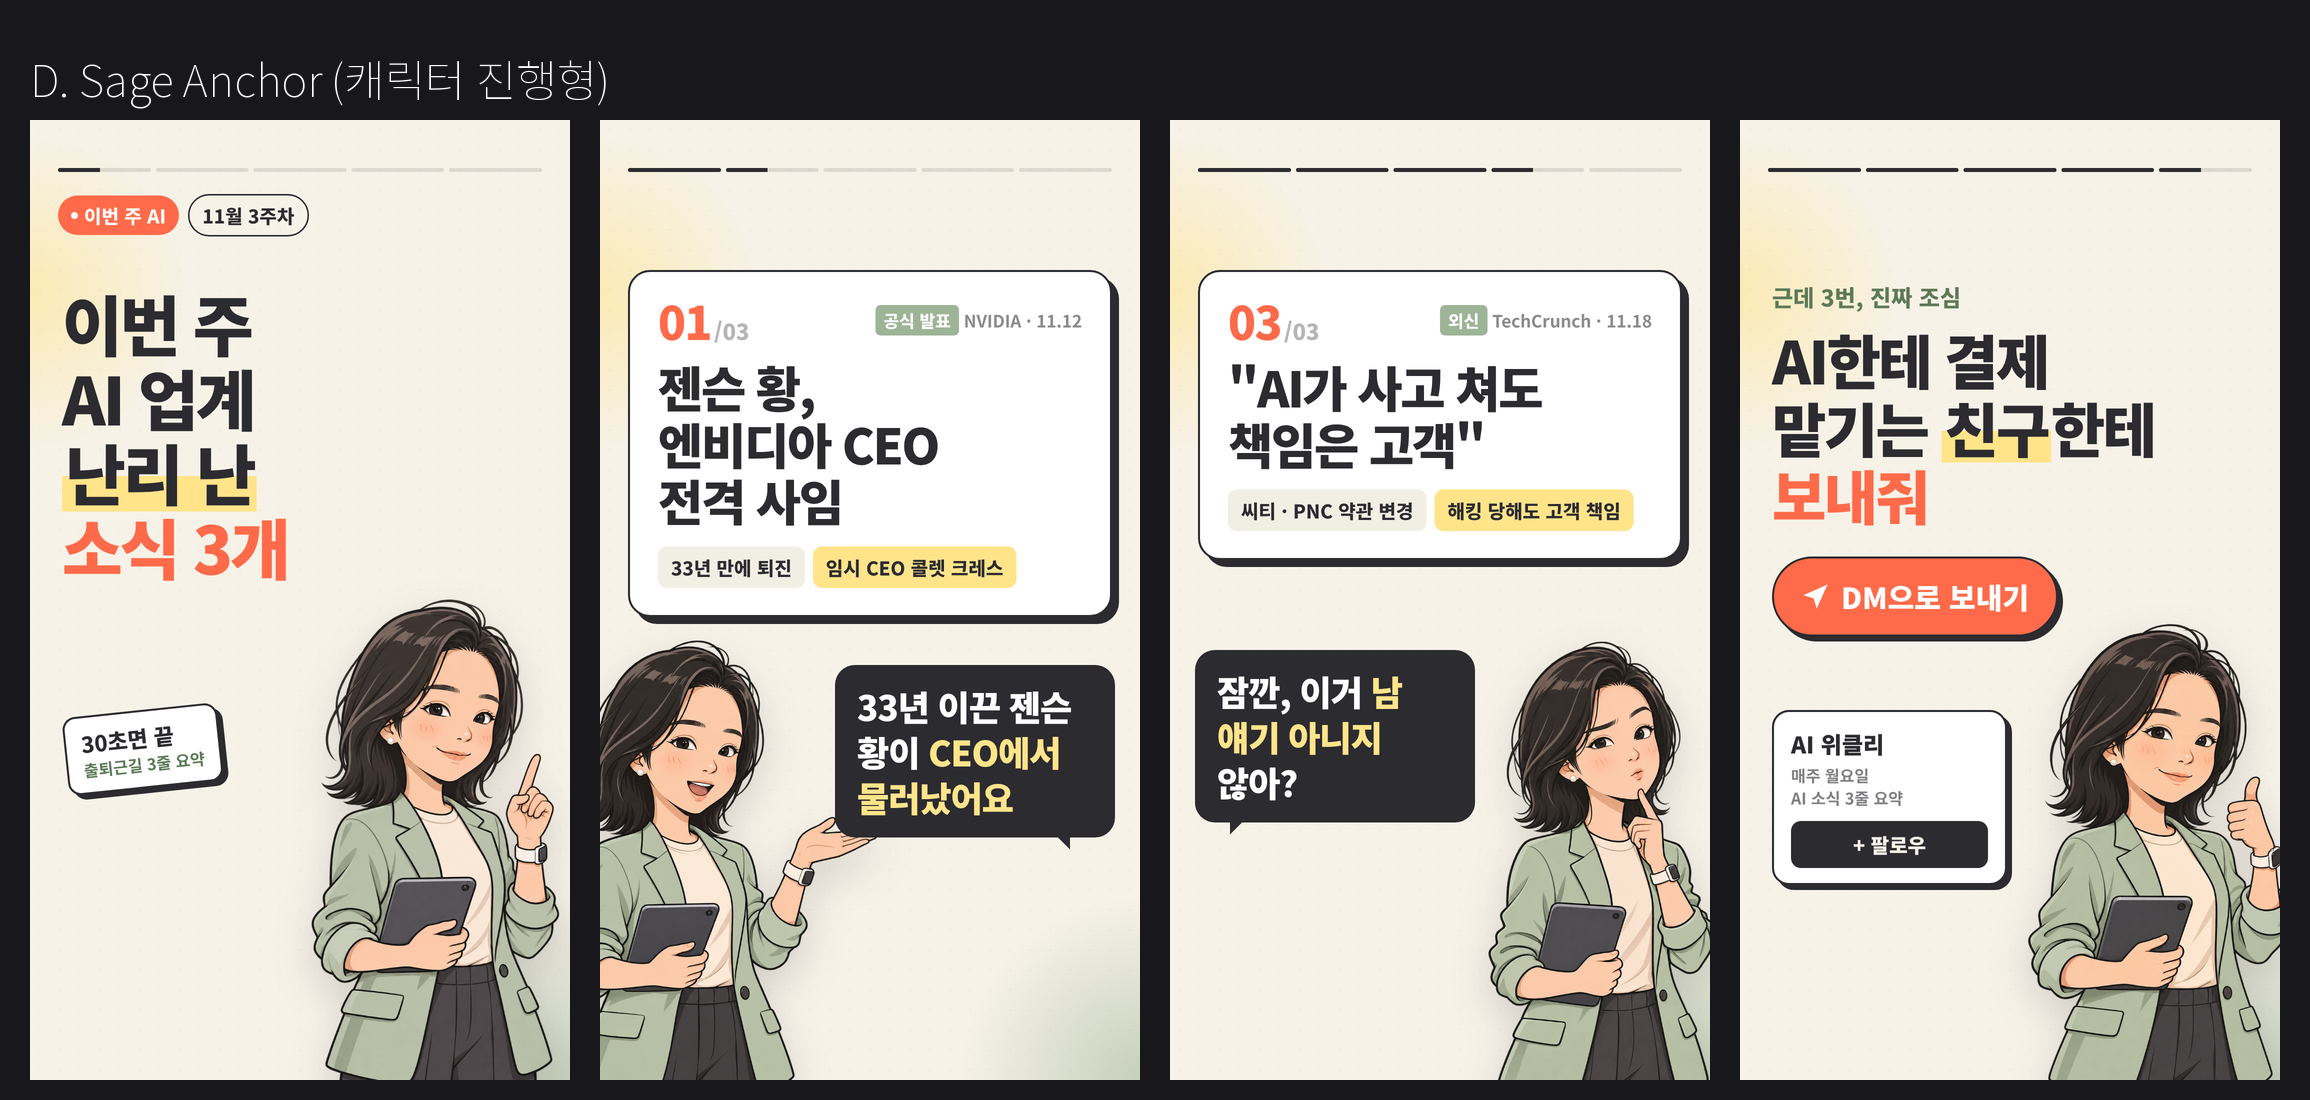 D. Sage Anchor (캐릭터 진행형)
• 이번 주 AI
11월 3주차
이번 주
AI 업계
난리 난
소식 3개
30초면 끝
출퇴근길 3줄 요약
01/03
공식 발표 NVIDIA · 11.12
젠슨 황,
엔비디아 CEO
전격 사임
33년 만에 퇴진
임시 CEO 콜렛 크레스
33년 이끈 젠슨
황이 CEO에서
물러났어요
03/03
외신 TechCrunch · 11.18
"AI가 사고 쳐도
책임은 고객"
씨티 · PNC 약관 변경
해킹 당해도 고객 책임
잠깐, 이거 남
얘기 아니지
않아?
근데 3번, 진짜 조심
AI한테 결제
맡기는 친구한테
보내줘
DM으로 보내기
AI 위클리
매주 월요일
AI 소식 3줄 요약
+ 팔로우